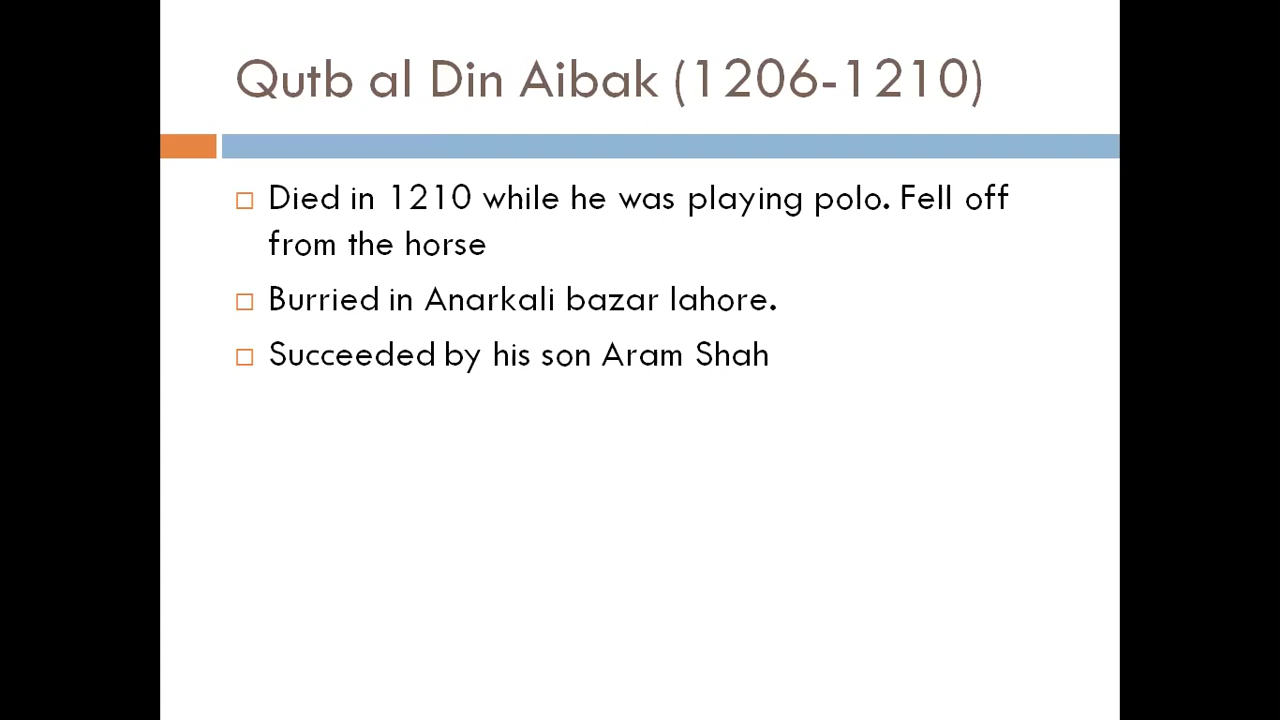 Qutb al Din Aibak (1206-1210)
Died in 1210 while he was playing polo. Fell off
from the horse
Burried in Anarkali bazar lahore.
Succeeded by his son Aram Shah